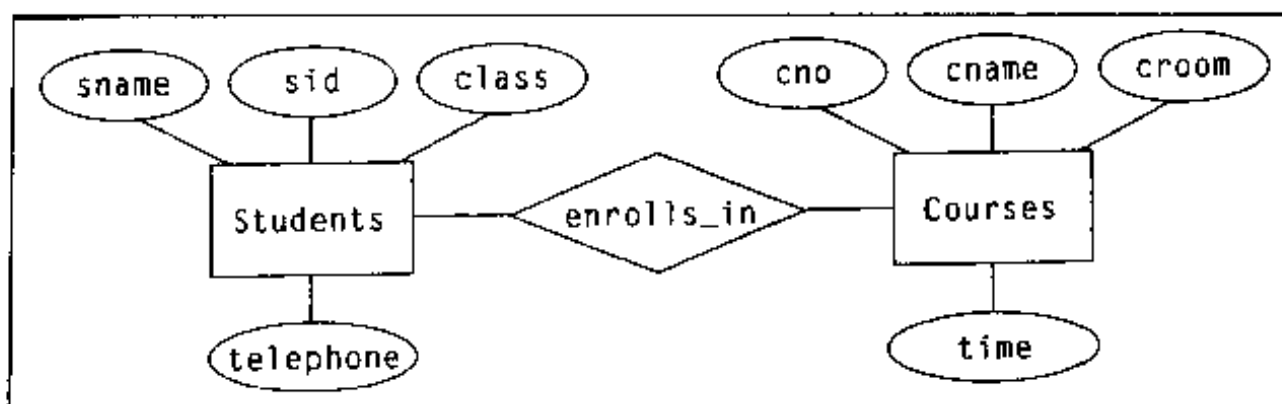 sname sid class cno cname croom
Students enrolls_in Courses
telephone time